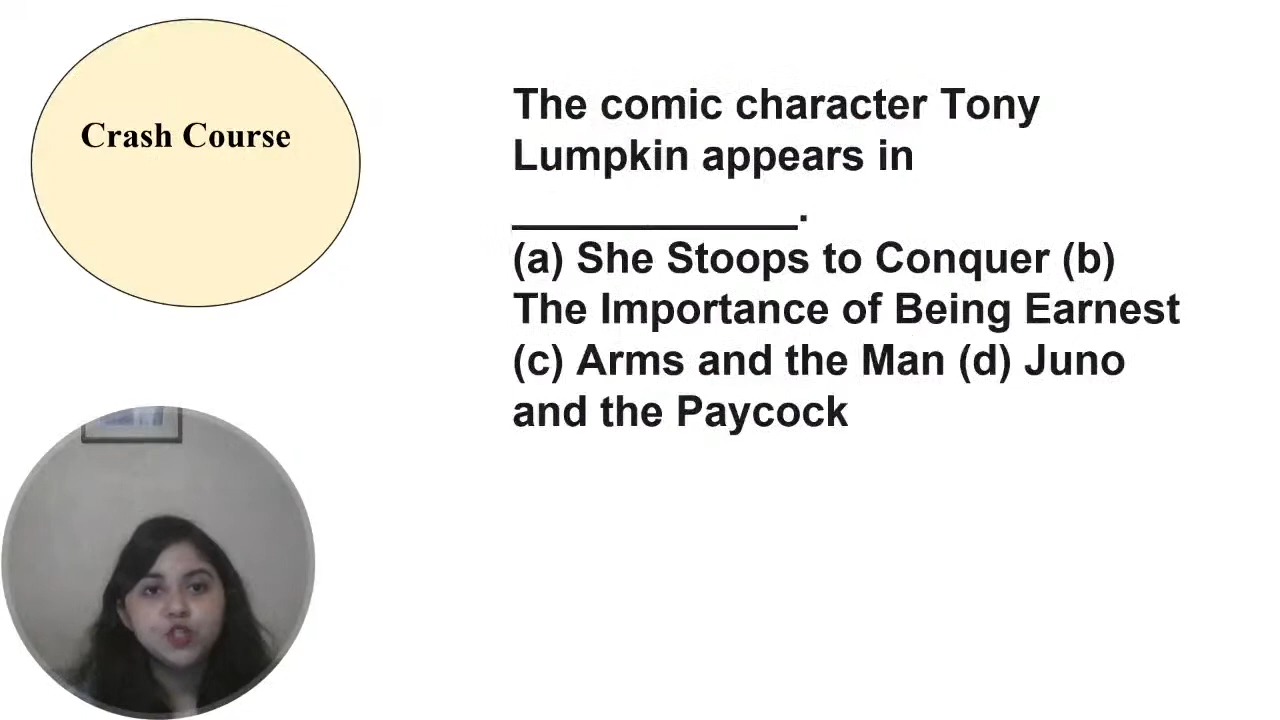 Crash Course
The comic character Tony
Lumpkin appears in
____________.
(a) She Stoops to Conquer (b)
The Importance of Being Earnest
(c) Arms and the Man (d) Juno
and the Paycock